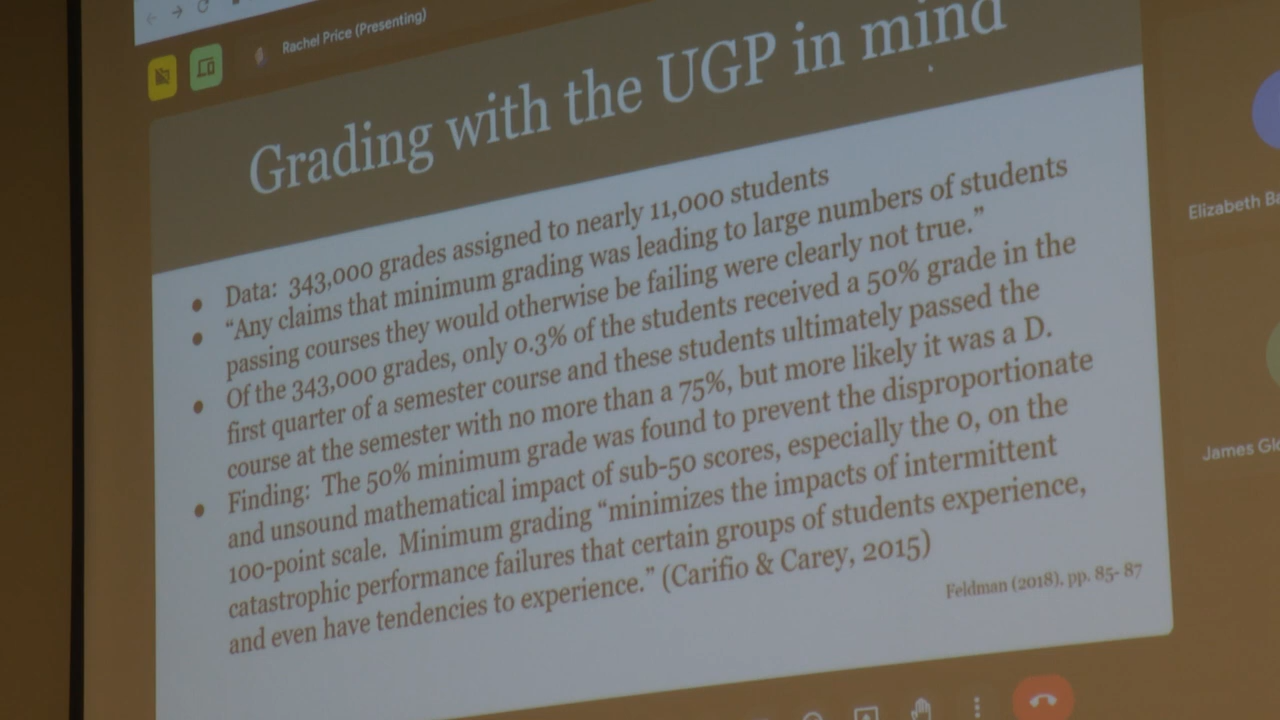 Rachel Price (Presenting)
Grading with the UGP in mind
• Data: 343,000 grades assigned to nearly 11,000 students
• “Any claims that minimum grading was leading to large numbers of students
passing courses they would otherwise be failing were clearly not true.”
• Of the 343,000 grades, only 0.3% of the students received a 50% grade in the
first quarter of a semester course and these students ultimately passed the
course at the semester with no more than a 75%, but more likely it was a D.
• Finding: The 50% minimum grade was found to prevent the disproportionate
and unsound mathematical impact of sub-50 scores, especially the 0, on the
100-point scale. Minimum grading “minimizes the impacts of intermittent
catastrophic performance failures that certain groups of students experience,
and even have tendencies to experience.” (Carifio & Carey, 2015)
Feldman (2018), pp. 85- 87
Elizabeth
James